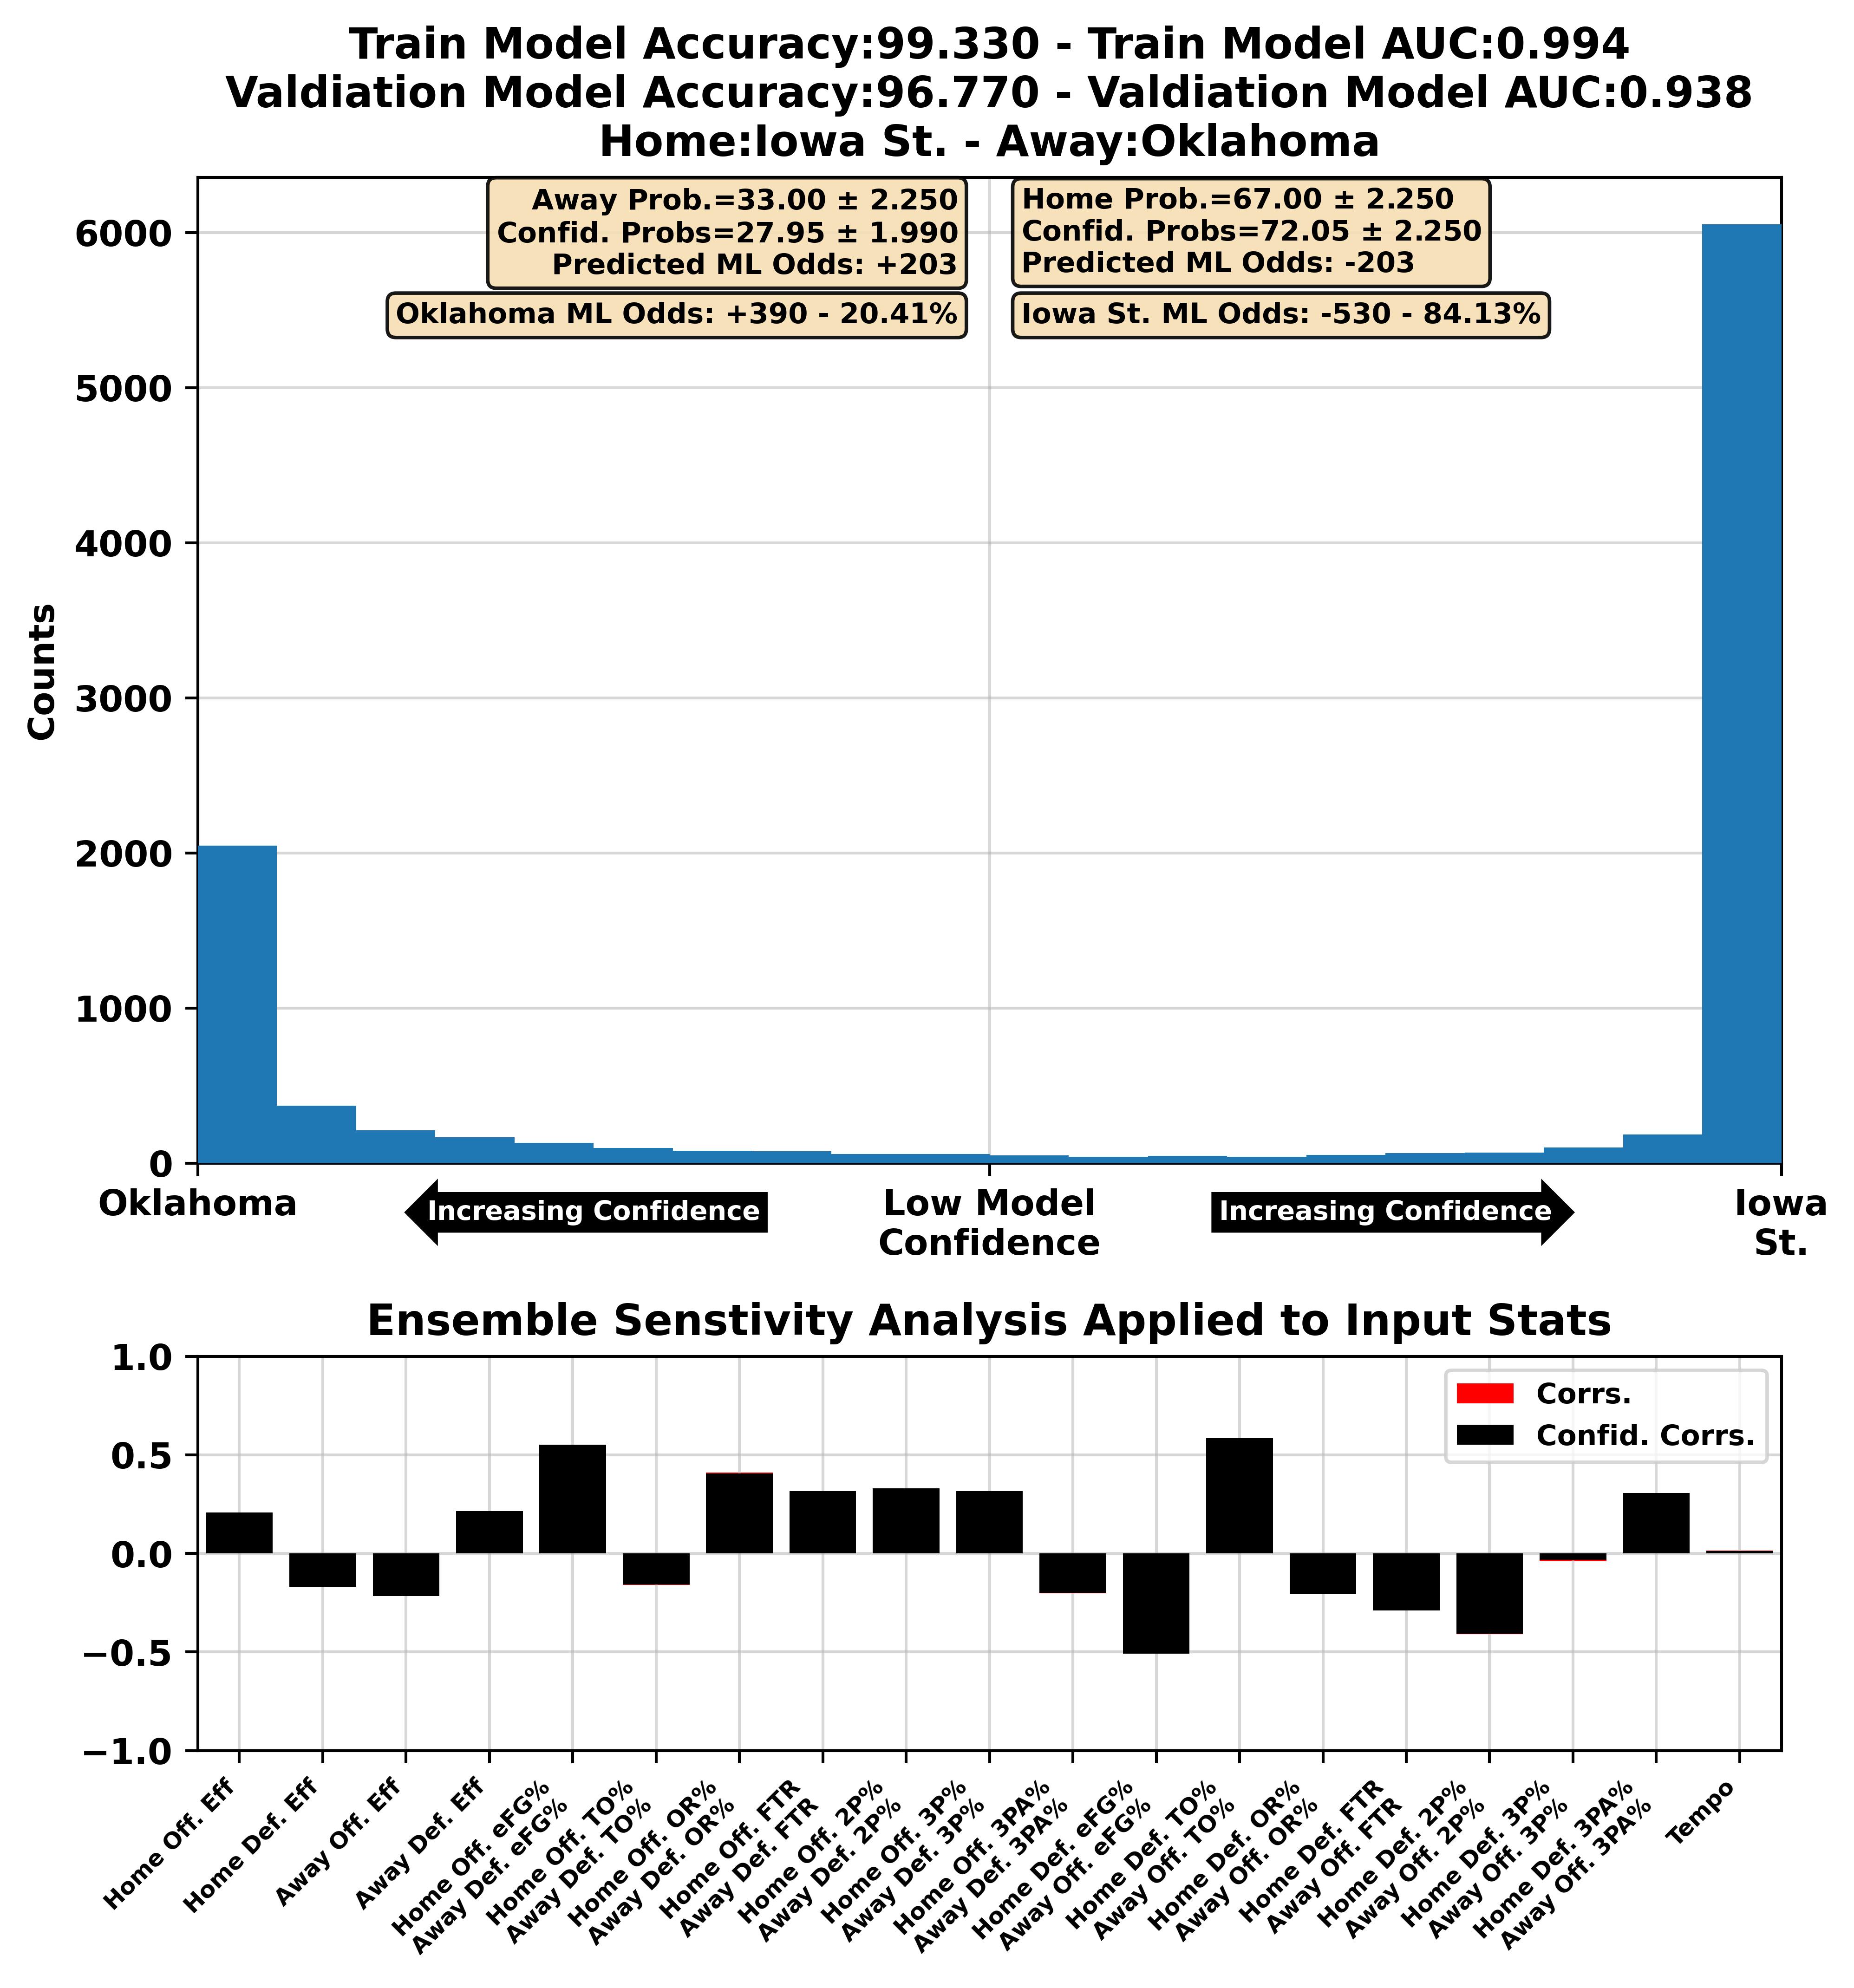 Train Model Accuracy:99.330 - Train Model AUC:0.994
Valdiation Model Accuracy:96.770 - Valdiation Model AUC:0.938
Home:Iowa St. - Away:Oklahoma
Away Prob.=33.00 ± 2.250
Confid. Probs=27.95 ± 1.990
Predicted ML Odds: +203
Home Prob.=67.00 ± 2.250
Confid. Probs=72.05 ± 2.250
Predicted ML Odds: -203
Oklahoma ML Odds: +390 - 20.41%
Iowa St. ML Odds: -530 - 84.13%
6000
5000
4000
3000
2000
1000
0
Counts
Oklahoma
Increasing Confidence
Low Model
Confidence
Increasing Confidence
Iowa
St.
Ensemble Senstivity Analysis Applied to Input Stats
1.0
0.5
0.0
−0.5
−1.0
Corrs.
Confid. Corrs.
Home Off. Eff
Home Def. Eff
Away Off. Eff
Away Def. Eff
Home Off. eFG%
Away Def. eFG%
Home Off. TO%
Away Def. TO%
Home Off. OR%
Away Def. OR%
Home Off. FTR
Away Def. FTR
Home Off. 2P%
Away Def. 2P%
Home Off. 3P%
Away Def. 3P%
Home Off. 3PA%
Away Def. 3PA%
Home Def. eFG%
Away Off. eFG%
Home Def. TO%
Away Off. TO%
Home Def. OR%
Away Off. OR%
Home Def. FTR
Away Off. FTR
Home Def. 2P%
Away Off. 2P%
Home Def. 3P%
Away Off. 3P%
Home Def. 3PA%
Away Off. 3PA%
Tempo